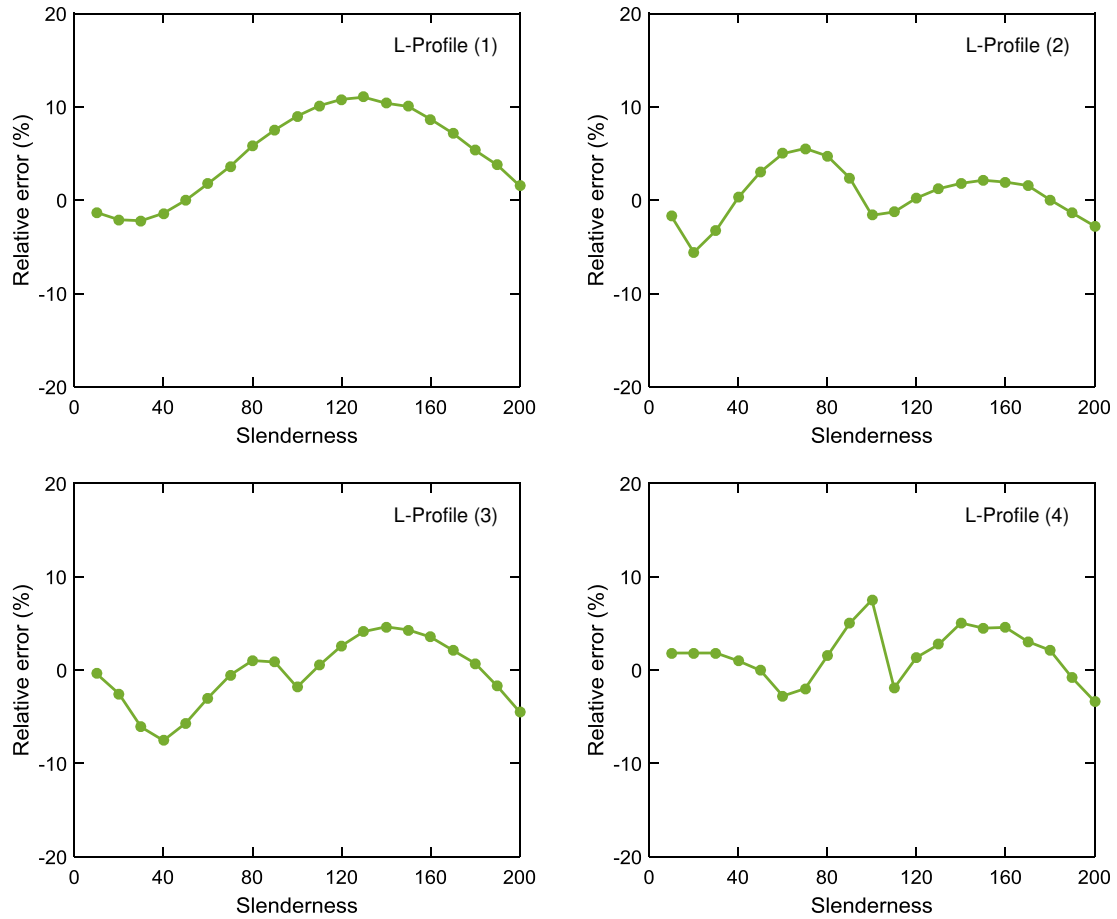 20
10
0
-10
-20
0 40 80 120 160 200
Relative error (%)
Slenderness
L-Profile (1)
20
10
0
-10
-20
0 40 80 120 160 200
Relative error (%)
Slenderness
L-Profile (2)
20
10
0
-10
-20
0 40 80 120 160 200
Relative error (%)
Slenderness
L-Profile (3)
20
10
0
-10
-20
0 40 80 120 160 200
Relative error (%)
Slenderness
L-Profile (4)